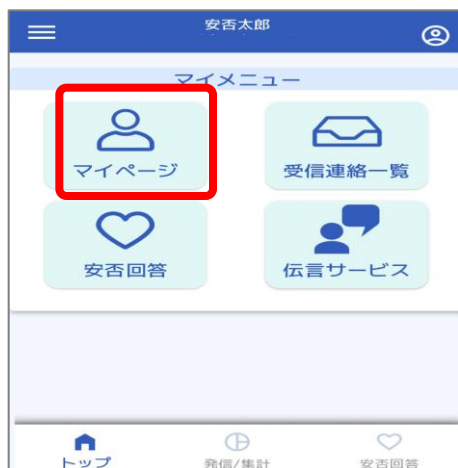 安否太郎
マイメニュー
マイページ
受信連絡一覧
安否回答
伝言サービス
トップ
発信/集計
安否回答